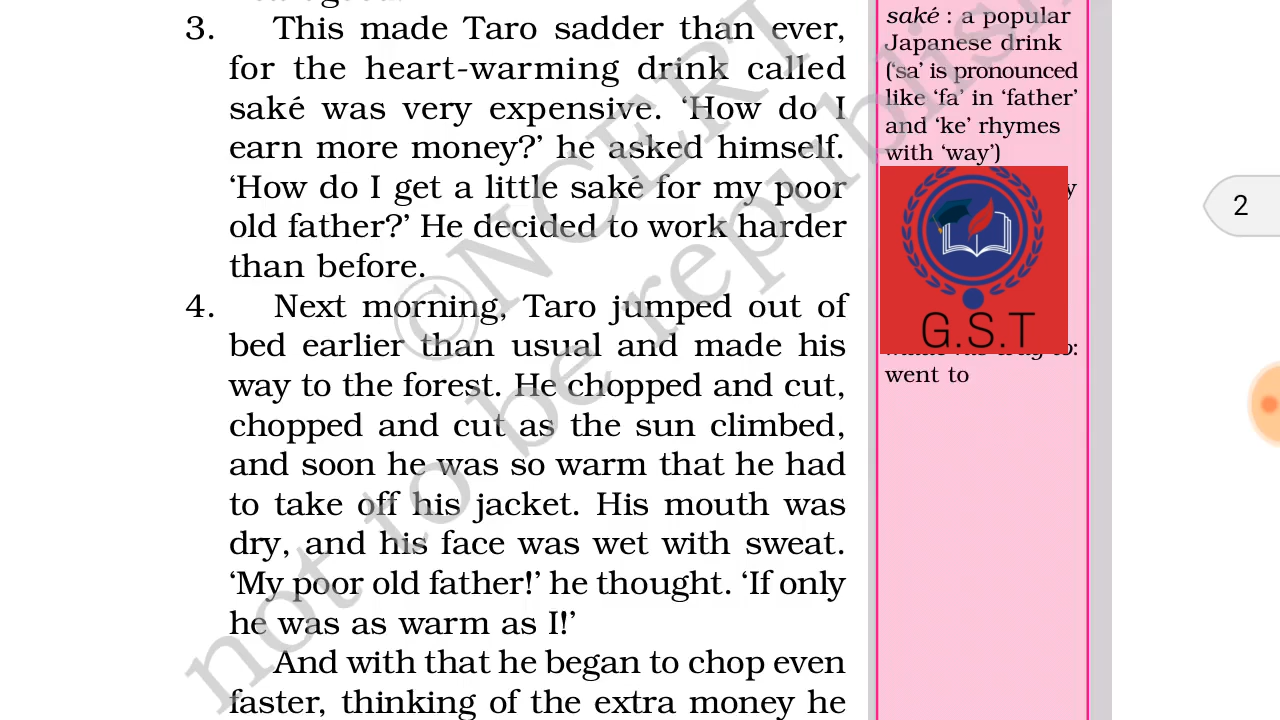 3. This made Taro sadder than ever,
for the heart-warming drink called
saké was very expensive. ‘How do I
earn more money?’ he asked himself.
‘How do I get a little saké for my poor
old father?’ He decided to work harder
than before.
4. Next morning, Taro jumped out of
bed earlier than usual and made his
way to the forest. He chopped and cut,
chopped and cut as the sun climbed,
and soon he was so warm that he had
to take off his jacket. His mouth was
dry, and his face was wet with sweat.
‘My poor old father!’ he thought. ‘If only
he was as warm as I!’
And with that he began to chop even
faster, thinking of the extra money he
saké : a popular
Japanese drink
(‘sa’ is pronounced
like ‘fa’ in ‘father’
and ‘ke’ rhymes
with ‘way’)
G.S.T
went to
2
©NCERT
not to be republish